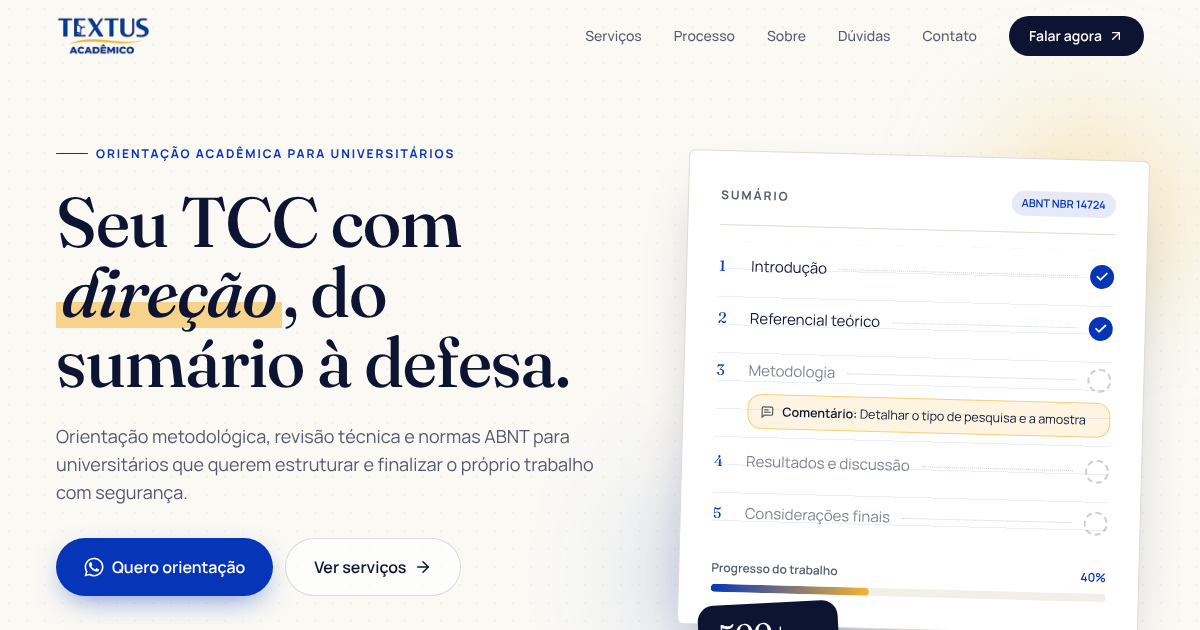 TEXTUS
ACADÊMICO
Serviços
Processo
Sobre
Dúvidas
Contato
Falar agora
ORIENTAÇÃO ACADÊMICA PARA UNIVERSITÁRIOS
Seu TCC com
direção, do
sumário à defesa.
Orientação metodológica, revisão técnica e normas ABNT para
universitários que querem estruturar e finalizar o próprio trabalho
com segurança.
Quero orientação
Ver serviços
SUMÁRIO
ABNT NBR 14724
1 Introdução
2 Referencial teórico
3 Metodologia
Comentário: Detalhar o tipo de pesquisa e a amostra
4 Resultados e discussão
5 Considerações finais
Progresso do trabalho
40%